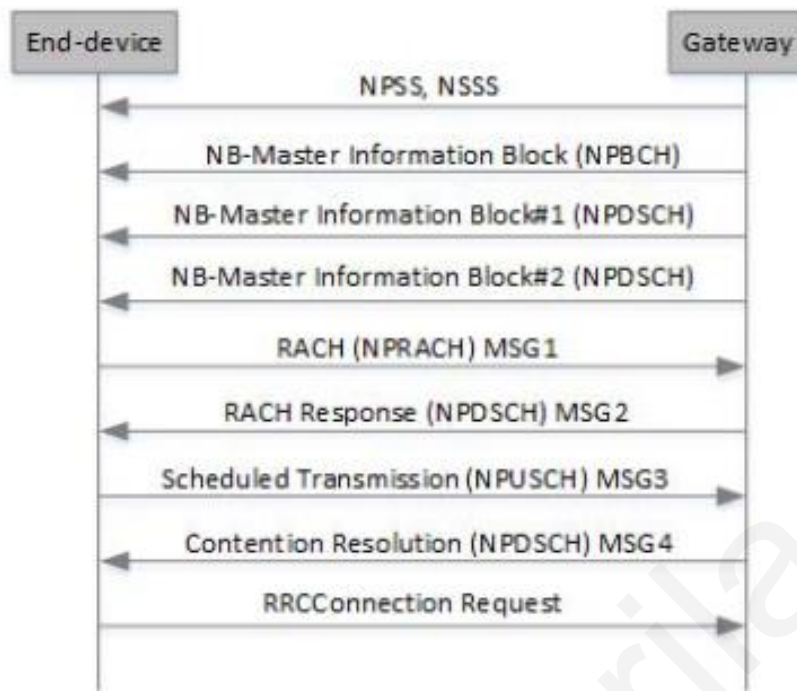 End-device
Gateway
NPSS, NSSS
NB-Master Information Block (NPBCH)
NB-Master Information Block#1 (NPDSCH)
NB-Master Information Block#2 (NPDSCH)
RACH (NPRACH) MSG1
RACH Response (NPDSCH) MSG2
Scheduled Transmission (NPUSCH) MSG3
Contention Resolution (NPDSCH) MSG4
RRCConnection Request